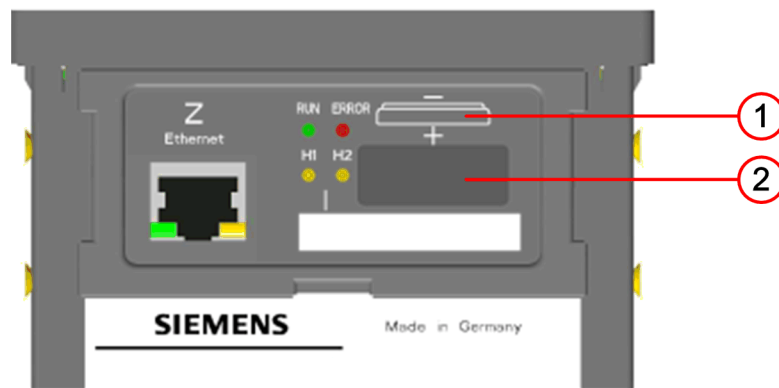 Z
Ethernet
RUN ERROR
H1 H2
1
2
SIEMENS
Made in Germany